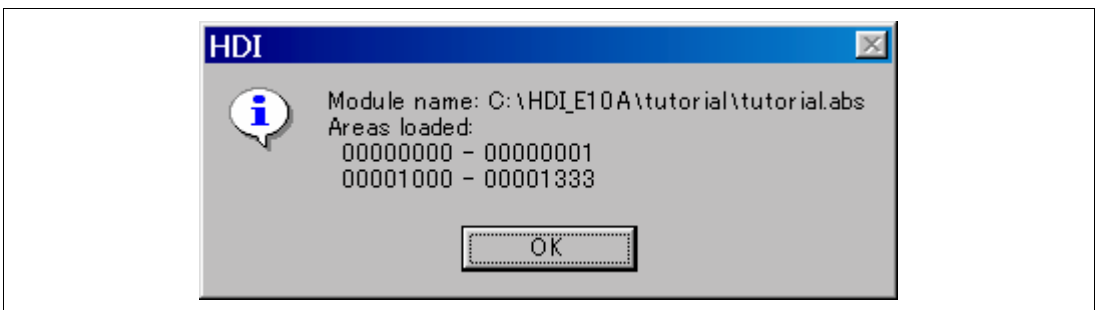 HDI
Module name: C:\HDI_E10A\tutorial\tutorial.abs
Areas loaded:
00000000 - 00000001
00001000 - 00001333
OK